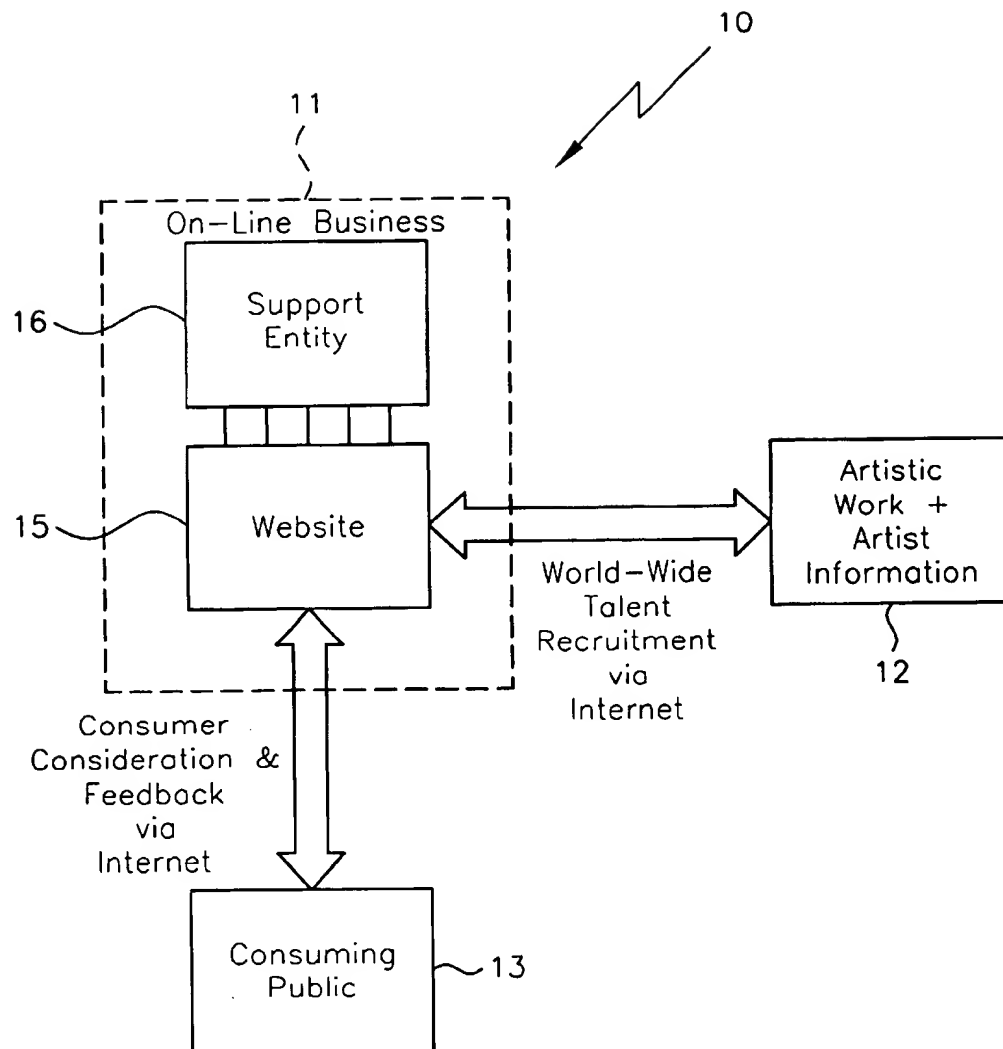 10
11
On-Line Business
Support
Entity
16
Website
15
Artistic
Work +
Artist
Information
12
World-Wide
Talent
Recruitment
via
Internet
Consumer
Consideration &
Feedback
via
Internet
Consuming
Public
13